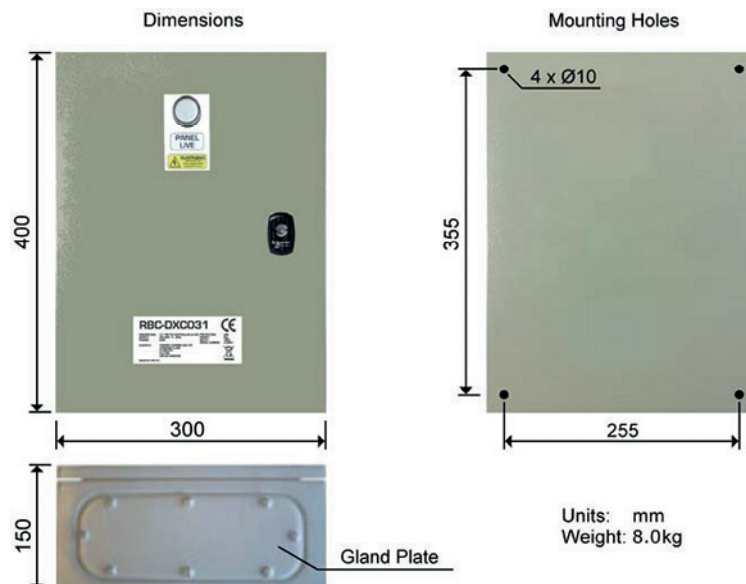 Dimensions
Mounting Holes
PANEL
LIVE
4 x Ø10
400
355
RBC-DXC031 CE
300
255
150
Gland Plate
Units: mm
Weight: 8.0kg